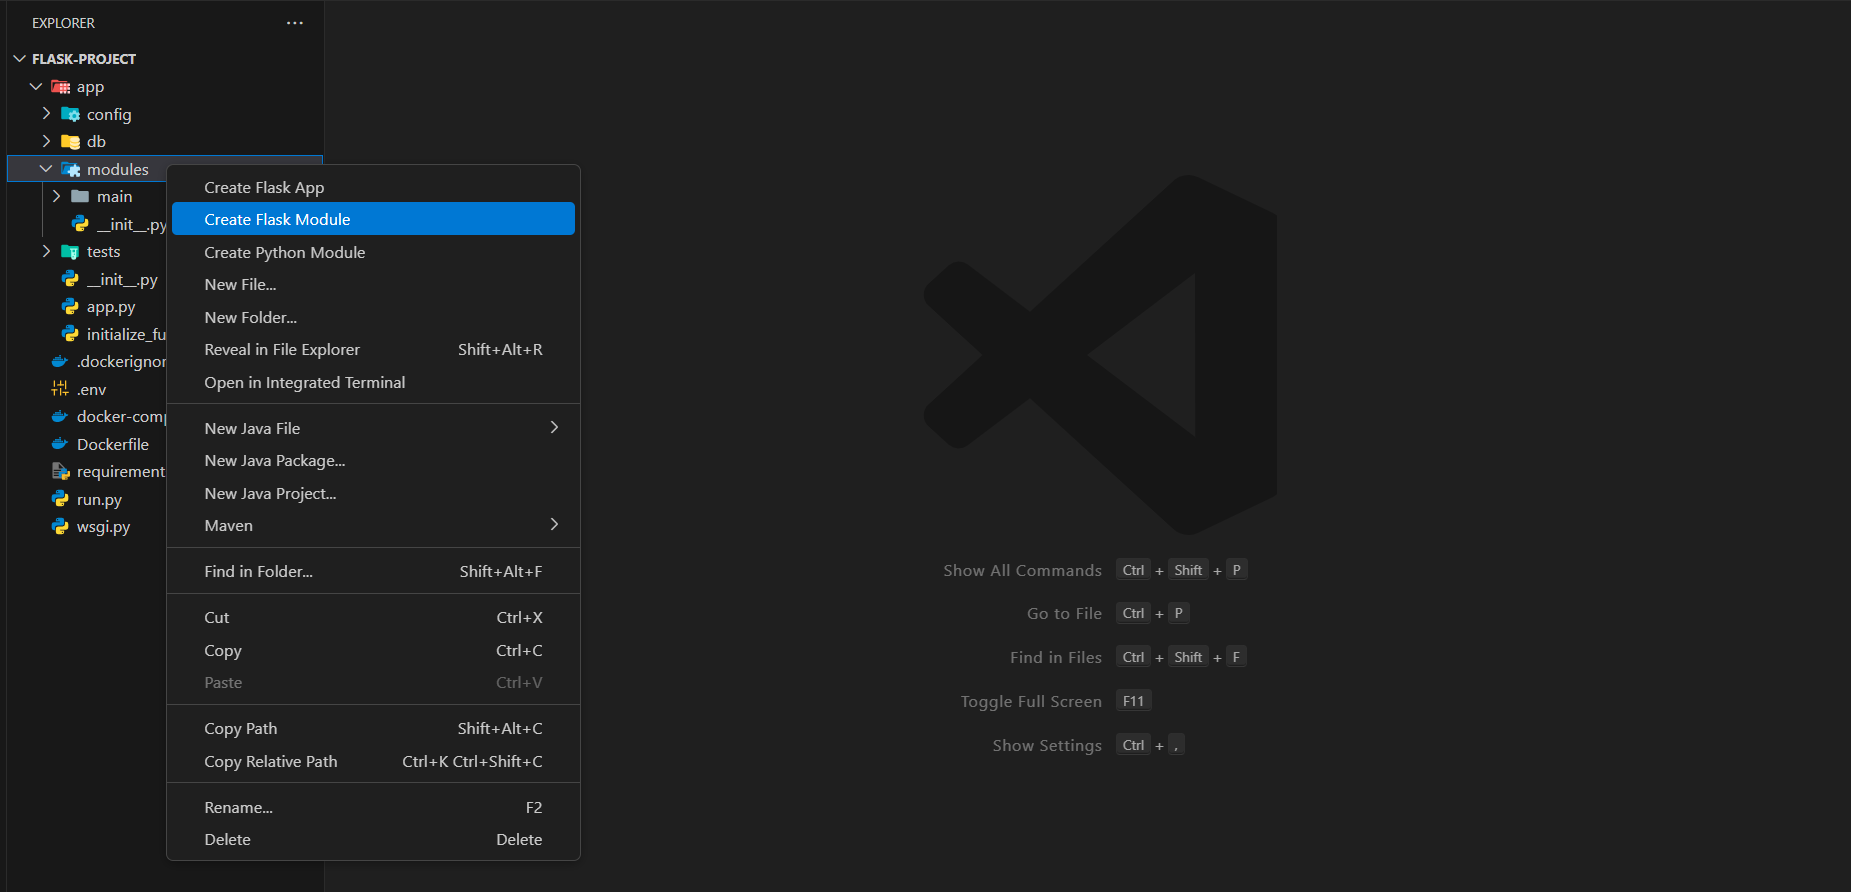 EXPLORER
FLASK-PROJECT
app
config
db
modules
main
__init__.py
tests
__init__.py
app.py
initialize_fu
.dockerignor
.env
docker-comp
Dockerfile
requirement
run.py
wsgi.py
Create Flask App
Create Flask Module
Create Python Module
New File...
New Folder...
Reveal in File Explorer Shift+Alt+R
Open in Integrated Terminal
New Java File
New Java Package...
New Java Project...
Maven
Find in Folder... Shift+Alt+F
Cut Ctrl+X
Copy Ctrl+C
Paste Ctrl+V
Copy Path Shift+Alt+C
Copy Relative Path Ctrl+K Ctrl+Shift+C
Rename... F2
Delete Delete
Show All Commands Ctrl + Shift + P
Go to File Ctrl + P
Find in Files Ctrl + Shift + F
Toggle Full Screen F11
Show Settings Ctrl + ,